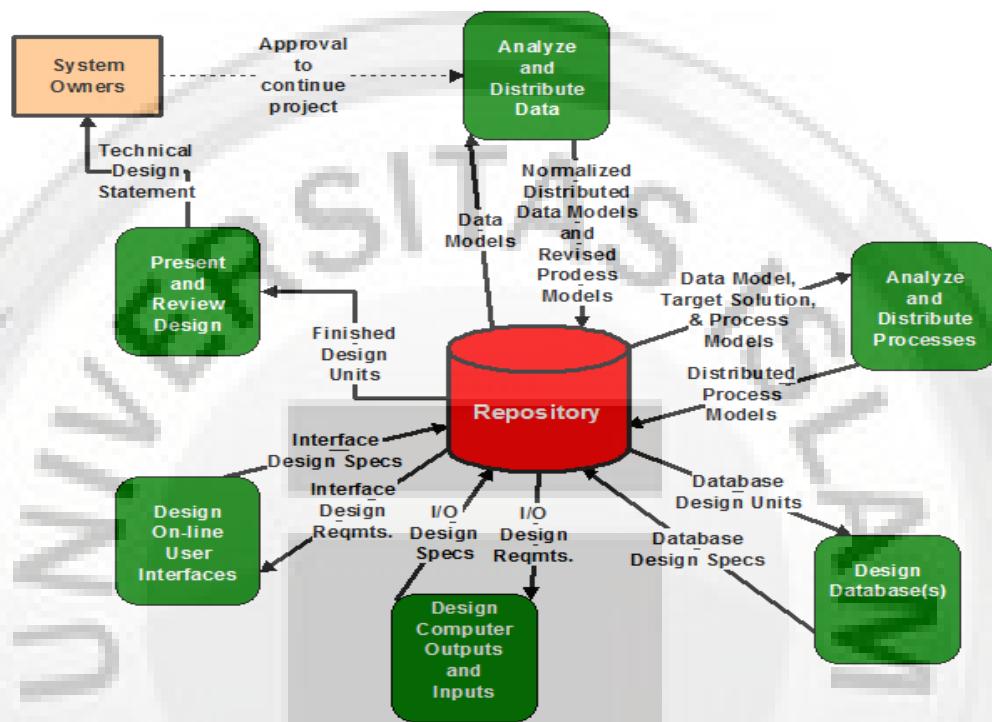 System
Owners
Approval
to
continue
project
Analyze
and
Distribute
Data
Technical
Design
Statement
Data
Models
Normalized
Distributed
Data Models
and
Revised
Prodess
Models
Present
and
Review
Design
Finished
Design
Units
Data Model,
Target Solution,
& Process
Models
Analyze
and
Distribute
Processes
Distributed
Process
Models
Repository
Interface
Design Specs
Interface
Design
Reqmts.
Design
On-line
User
Interfaces
I/O
Design
Specs
I/O
Design
Reqmts.
Design
Computer
Outputs
and
Inputs
Database
Design Units
Database
Design Specs
Design
Database(s)
UNIVERSITAS ISLAM